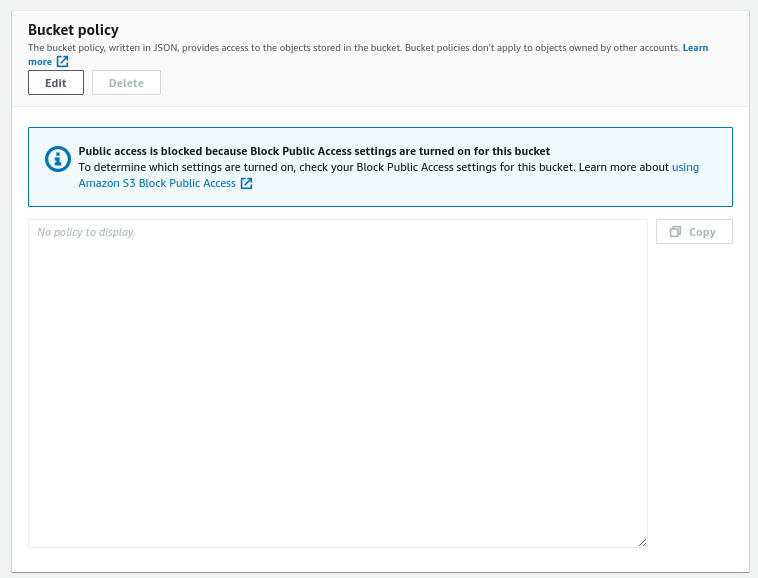 Bucket policy
The bucket policy, written in JSON, provides access to the objects stored in the bucket. Bucket policies don't apply to objects owned by other accounts. Learn
more
Edit
Delete
Public access is blocked because Block Public Access settings are turned on for this bucket
To determine which settings are turned on, check your Block Public Access settings for this bucket. Learn more about using
Amazon S3 Block Public Access
No policy to display.
Copy